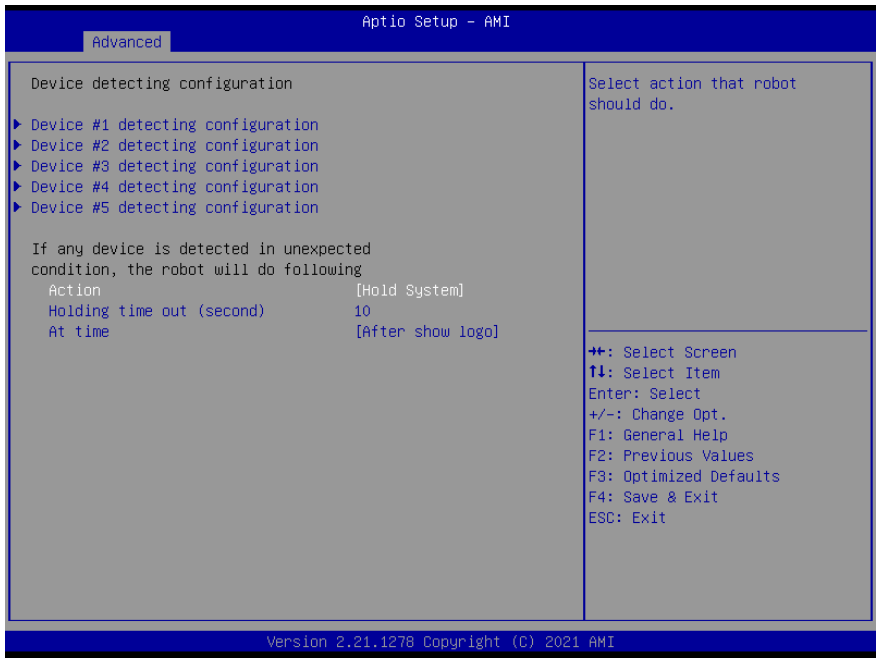 Aptio Setup – AMI
Advanced
Device detecting configuration
▶ Device #1 detecting configuration
▶ Device #2 detecting configuration
▶ Device #3 detecting configuration
▶ Device #4 detecting configuration
▶ Device #5 detecting configuration
If any device is detected in unexpected
condition, the robot will do following
Action [Hold System]
Holding time out (second) 10
At time [After show logo]
Select action that robot
should do.
→←: Select Screen
↑↓: Select Item
Enter: Select
+/-: Change Opt.
F1: General Help
F2: Previous Values
F3: Optimized Defaults
F4: Save & Exit
ESC: Exit
Version 2.21.1278 Copyright (C) 2021 AMI